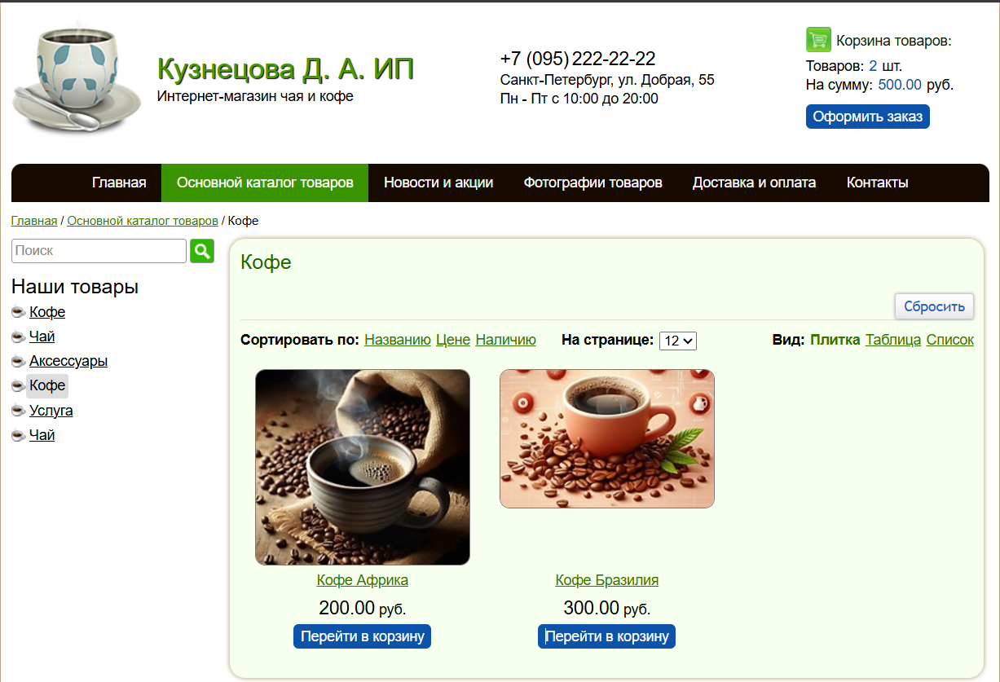 Кузнецова Д. А. ИП
Интернет-магазин чая и кофе
+7 (095) 222-22-22
Санкт-Петербург, ул. Добрая, 55
Пн - Пт с 10:00 до 20:00
Корзина товаров:
Товаров: 2 шт.
На сумму: 500.00 руб.
Оформить заказ
Главная Основной каталог товаров Новости и акции Фотографии товаров Доставка и оплата Контакты
Главная / Основной каталог товаров / Кофе
Поиск
Наши товары
Кофе
Чай
Аксессуары
Кофе
Услуга
Чай
Кофе
Сбросить
Сортировать по: Названию Цене Наличию На странице: 12 Вид: Плитка Таблица Список
Кофе Африка
200.00 руб.
Перейти в корзину
Кофе Бразилия
300.00 руб.
Перейти в корзину